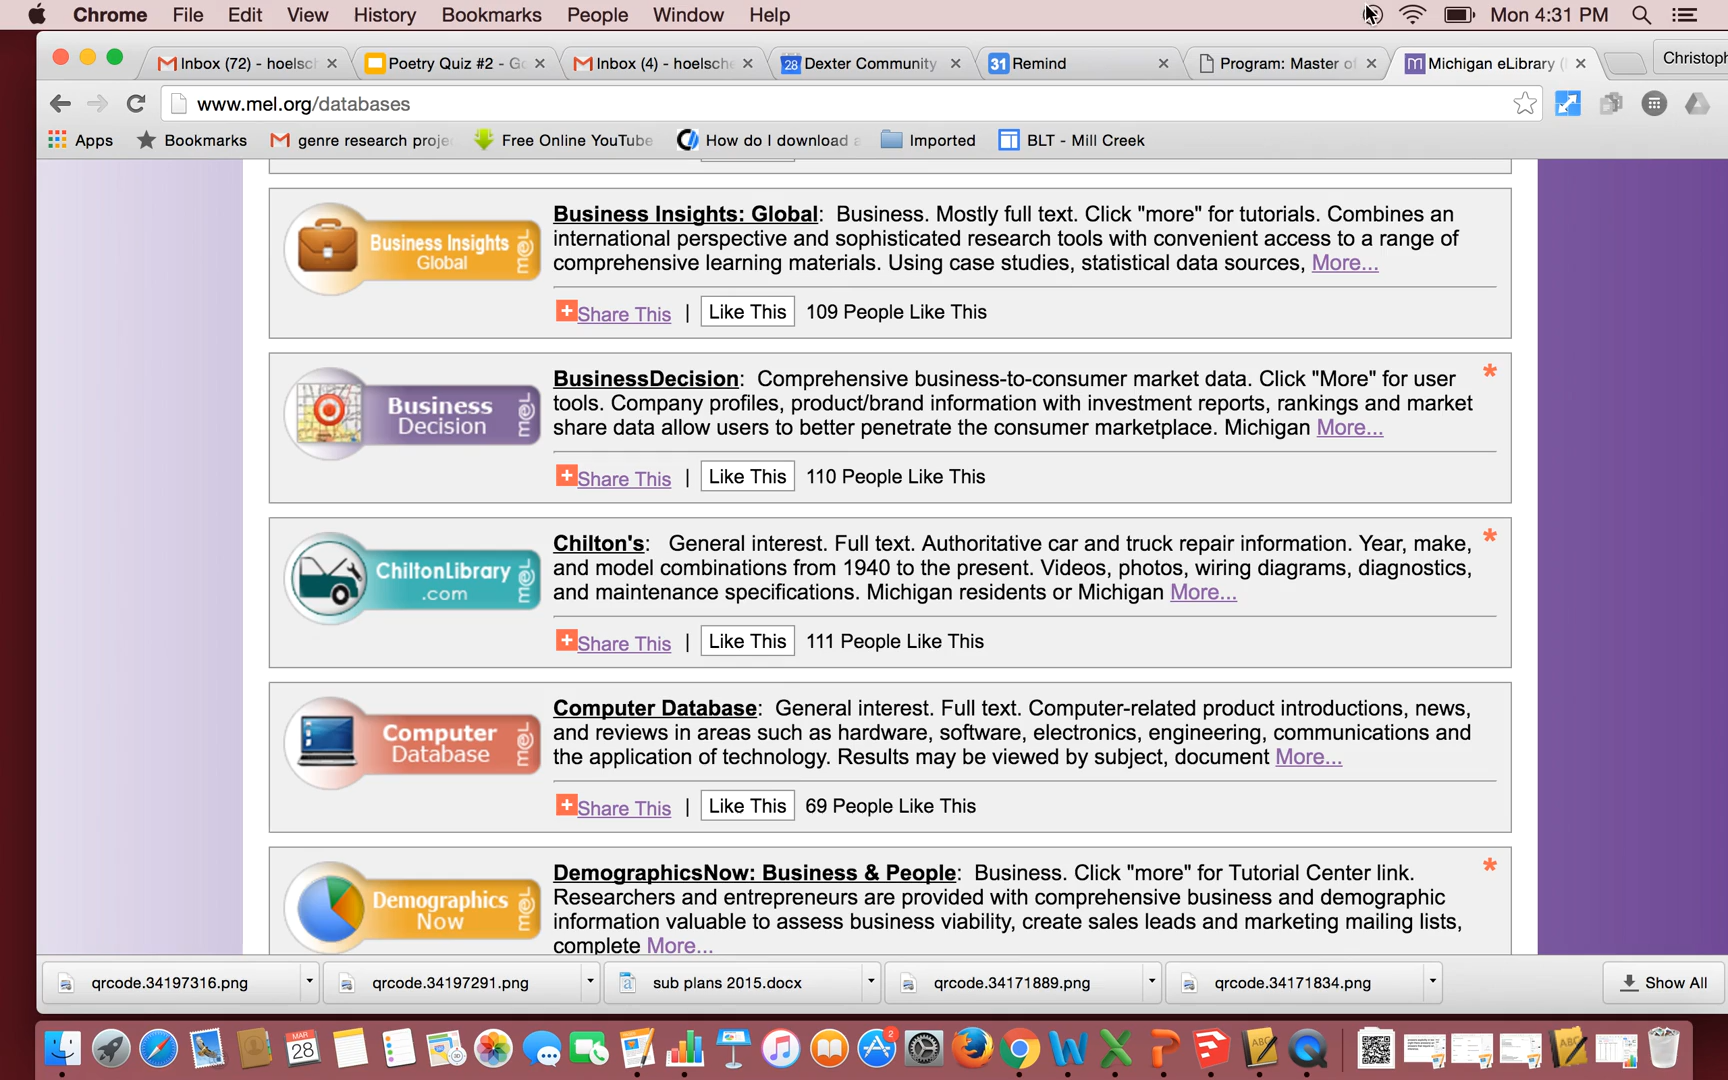 Chrome File Edit View History Bookmarks People Window Help Mon 4:31 PM
Inbox (72) - hoelsch Poetry Quiz #2 - Go Inbox (4) - hoelsche Dexter Community 31 Remind Program: Master of Michigan eLibrary ( Christoph
www.mel.org/databases
Apps Bookmarks genre research proje Free Online YouTube How do I download a Imported BLT - Mill Creek
Business Insights
Global
mel
Business Insights: Global: Business. Mostly full text. Click "more" for tutorials. Combines an
international perspective and sophisticated research tools with convenient access to a range of
comprehensive learning materials. Using case studies, statistical data sources, More...
Share This | Like This 109 People Like This
Business
Decision
mel
BusinessDecision: Comprehensive business-to-consumer market data. Click "More" for user
tools. Company profiles, product/brand information with investment reports, rankings and market
share data allow users to better penetrate the consumer marketplace. Michigan More...
*
Share This | Like This 110 People Like This
ChiltonLibrary
.com
mel
Chilton's: General interest. Full text. Authoritative car and truck repair information. Year, make,
and model combinations from 1940 to the present. Videos, photos, wiring diagrams, diagnostics,
and maintenance specifications. Michigan residents or Michigan More...
*
Share This | Like This 111 People Like This
Computer
Database
mel
Computer Database: General interest. Full text. Computer-related product introductions, news,
and reviews in areas such as hardware, software, electronics, engineering, communications and
the application of technology. Results may be viewed by subject, document More...
Share This | Like This 69 People Like This
Demographics
Now
mel
DemographicsNow: Business & People: Business. Click "more" for Tutorial Center link.
Researchers and entrepreneurs are provided with comprehensive business and demographic
information valuable to assess business viability, create sales leads and marketing mailing lists,
complete More...
*
qrcode.34197316.png qrcode.34197291.png sub plans 2015.docx qrcode.34171889.png qrcode.34171834.png Show All
MAR
28
2